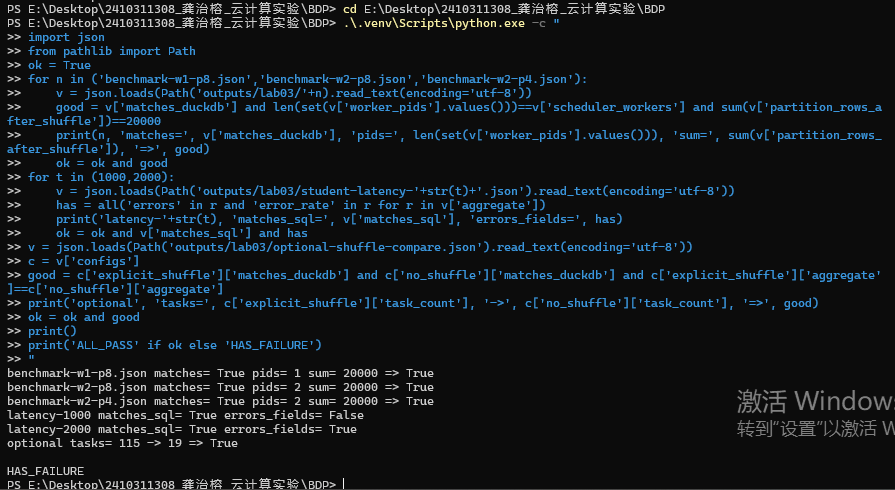 PS E:\Desktop\2410311308_龚治榕_云计算实验\BDP> cd E:\Desktop\2410311308_龚治榕_云计算实验\BDP
PS E:\Desktop\2410311308_龚治榕_云计算实验\BDP> .\.venv\Scripts\python.exe -c "
>> import json
>> from pathlib import Path
>> ok = True
>> for n in ('benchmark-w1-p8.json','benchmark-w2-p8.json','benchmark-w2-p4.json'):
>>     v = json.loads(Path('outputs/lab03/'+n).read_text(encoding='utf-8'))
>>     good = v['matches_duckdb'] and len(set(v['worker_pids'].values()))==v['scheduler_workers'] and sum(v['partition_rows_a
fter_shuffle'])==20000
>>     print(n, 'matches=', v['matches_duckdb'], 'pids=', len(set(v['worker_pids'].values())), 'sum=', sum(v['partition_rows_
after_shuffle']), '=>', good)
>>     ok = ok and good
>> for t in (1000,2000):
>>     v = json.loads(Path('outputs/lab03/student-latency-'+str(t)+'.json').read_text(encoding='utf-8'))
>>     has = all('errors' in r and 'error_rate' in r for r in v['aggregate'])
>>     print('latency-'+str(t), 'matches_sql=', v['matches_sql'], 'errors_fields=', has)
>>     ok = ok and v['matches_sql'] and has
>> v = json.loads(Path('outputs/lab03/optional-shuffle-compare.json').read_text(encoding='utf-8'))
>> c = v['configs']
>> good = c['explicit_shuffle']['matches_duckdb'] and c['no_shuffle']['matches_duckdb'] and c['explicit_shuffle']['aggregate'
]==c['no_shuffle']['aggregate']
>> print('optional', 'tasks=', c['explicit_shuffle']['task_count'], '->', c['no_shuffle']['task_count'], '=>', good)
>> ok = ok and good
>> print()
>> print('ALL_PASS' if ok else 'HAS_FAILURE')
>> "
benchmark-w1-p8.json matches= True pids= 1 sum= 20000 => True
benchmark-w2-p8.json matches= True pids= 2 sum= 20000 => True
benchmark-w2-p4.json matches= True pids= 2 sum= 20000 => True
latency-1000 matches_sql= True errors_fields= False
latency-2000 matches_sql= True errors_fields= True
optional tasks= 115 -> 19 => True
HAS_FAILURE
PS E:\Desktop\2410311308_龚治榕_云计算实验\BDP>
激活 Windows
转到"设置"以激活 W